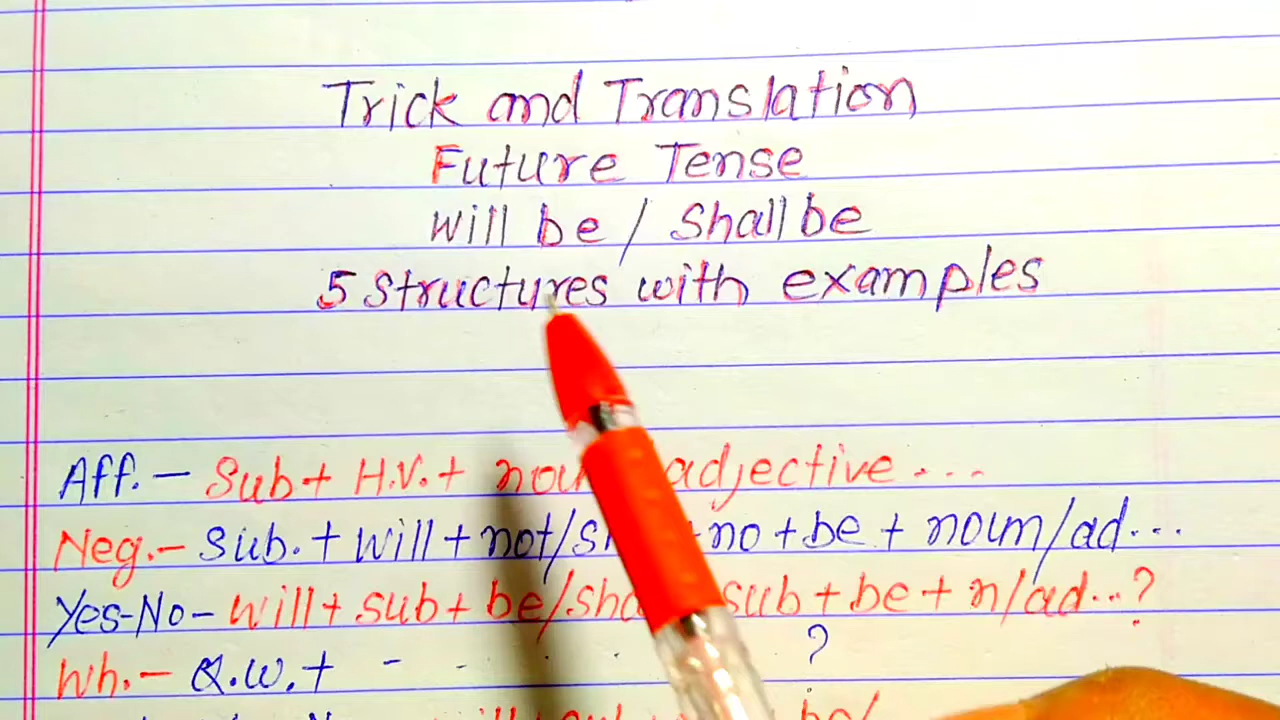 Trick and Translation
Future Tense
Will be / Shall be
5 Structures with examples
Aff. - Sub + H.V. + adjective ...
Neg. - Sub. + will + not/ + no + be + noun/ad...
Yes-No - will + sub + be/ sub + be + n/ad..?
Wh. - Q.W. + - - . . . ?
be/